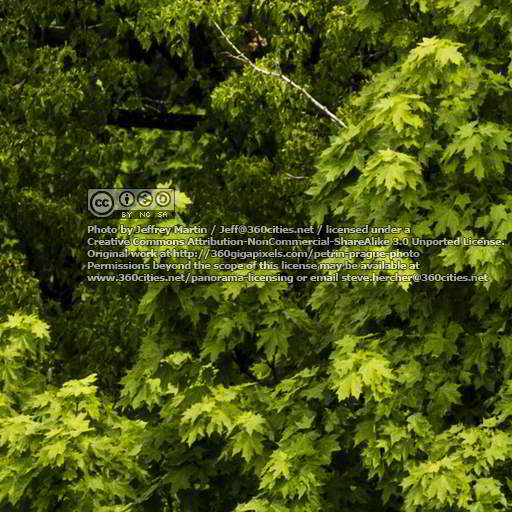 cc
BY NC SA
Photo by Jeffrey Martin / Jeff@360cities.net / licensed under a
Creative Commons Attribution-NonCommercial-ShareAlike 3.0 Unported License.
Original work at http://360gigapixels.com/petrin-prague-photo
Permissions beyond the scope of this license may be available at
www.360cities.net/panorama-licensing or email steve.hercher@360cities.net